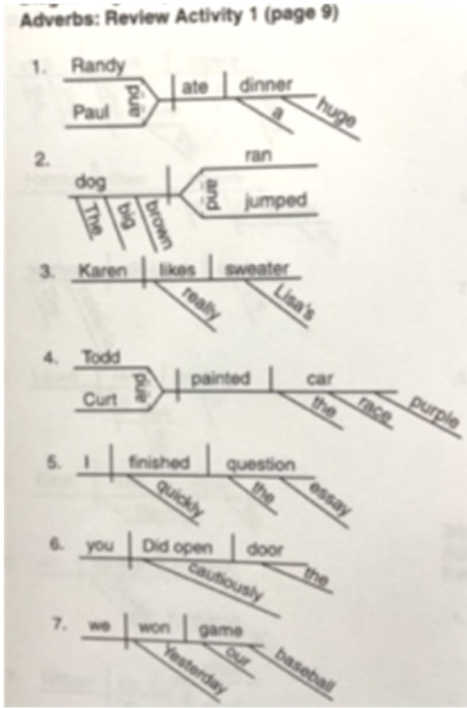 Adverbs: Review Activity 1 (page 9)
1. Randy
and
Paul
ate dinner
a huge
2.
dog
The big brown
ran
and
jumped
3. Karen likes sweater
really Lisa's
4. Todd
and
Curt
painted car
the race purple
5. I finished question
quickly the essay
6. you Did open door
cautiously the
7. we won game
Yesterday our baseball